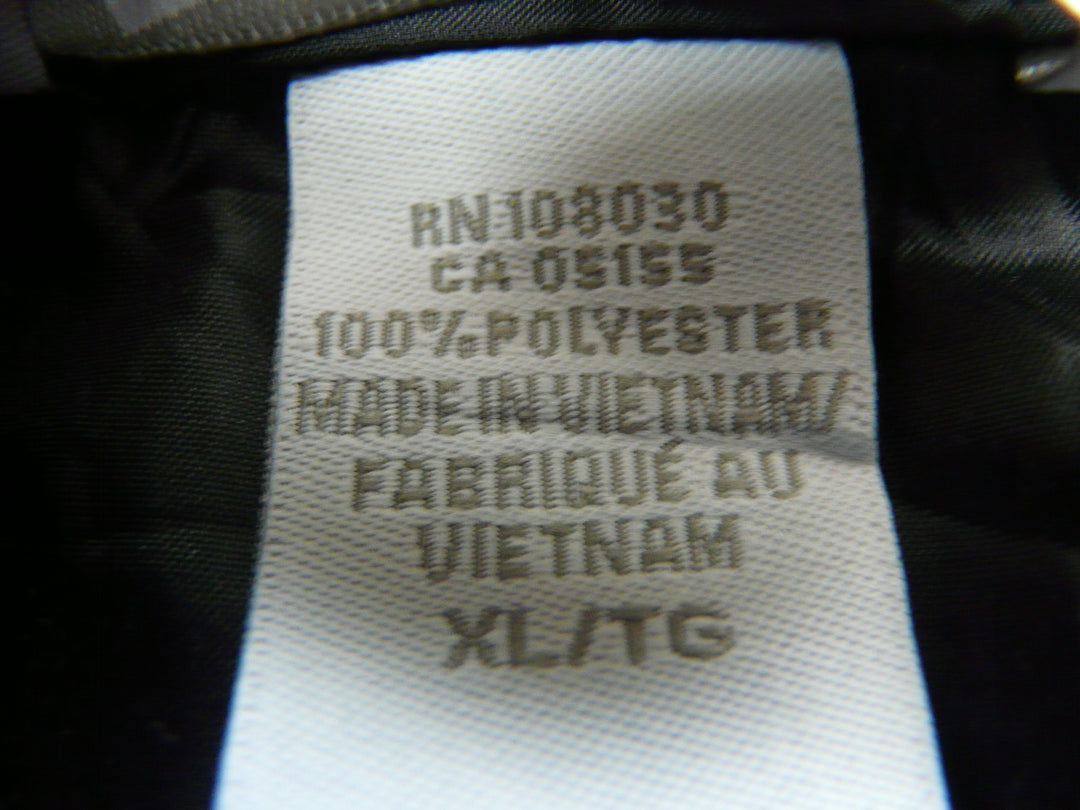 RN 108030
CA 05155
100% POLYESTER
MADE IN VIETNAM/
FABRIQUÉ AU
VIETNAM
XL/TG